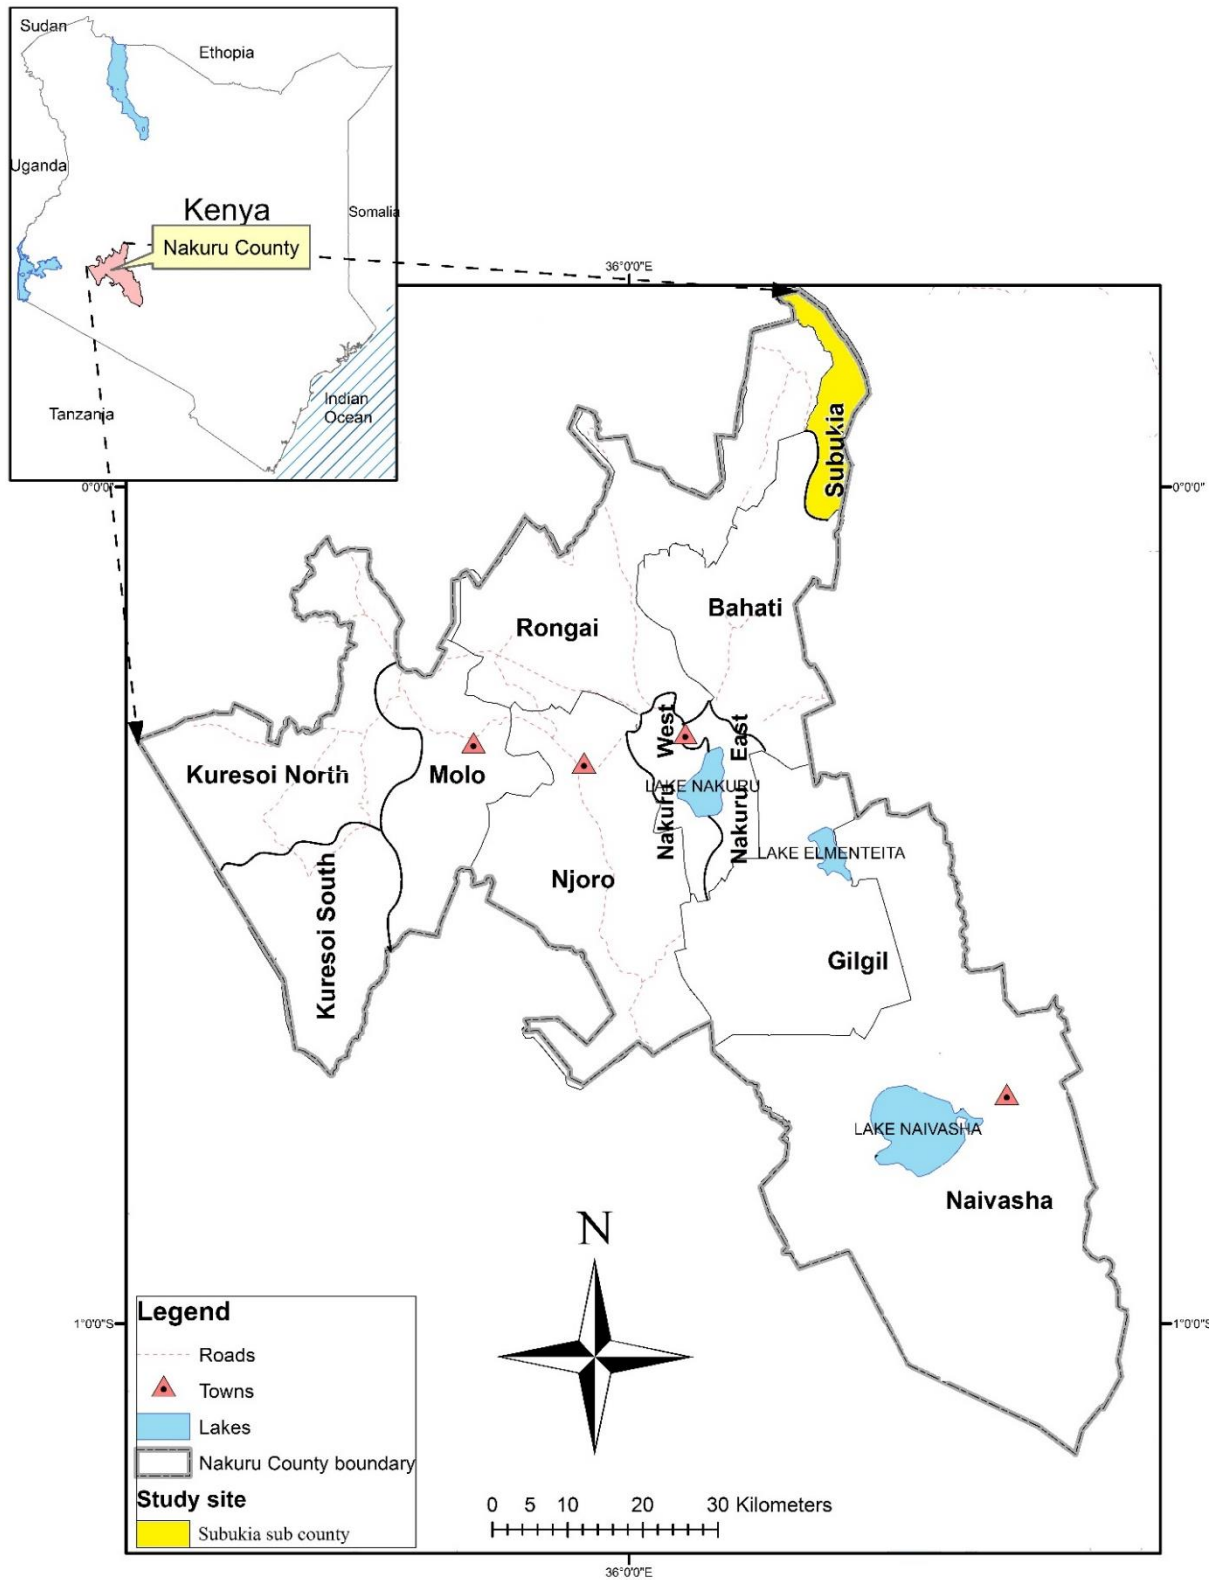 Sudan
Ethopia
Uganda
Kenya
Somalia
Nakuru County
Tanzania
Indian
Ocean
36°0'0"E
0°0'0"
0°0'0"
Subukia
Bahati
Rongai
Nakuru West
Nakuru East
Kuresoi North
Molo
LAKE NAKURU
LAKE ELMENTEITA
Njoro
Kuresoi South
Gilgil
LAKE NAIVASHA
Naivasha
N
1°0'0"S
1°0'0"S
Legend
Roads
Towns
Lakes
Nakuru County boundary
Study site
Subukia sub county
0 5 10 20 30 Kilometers
36°0'0"E